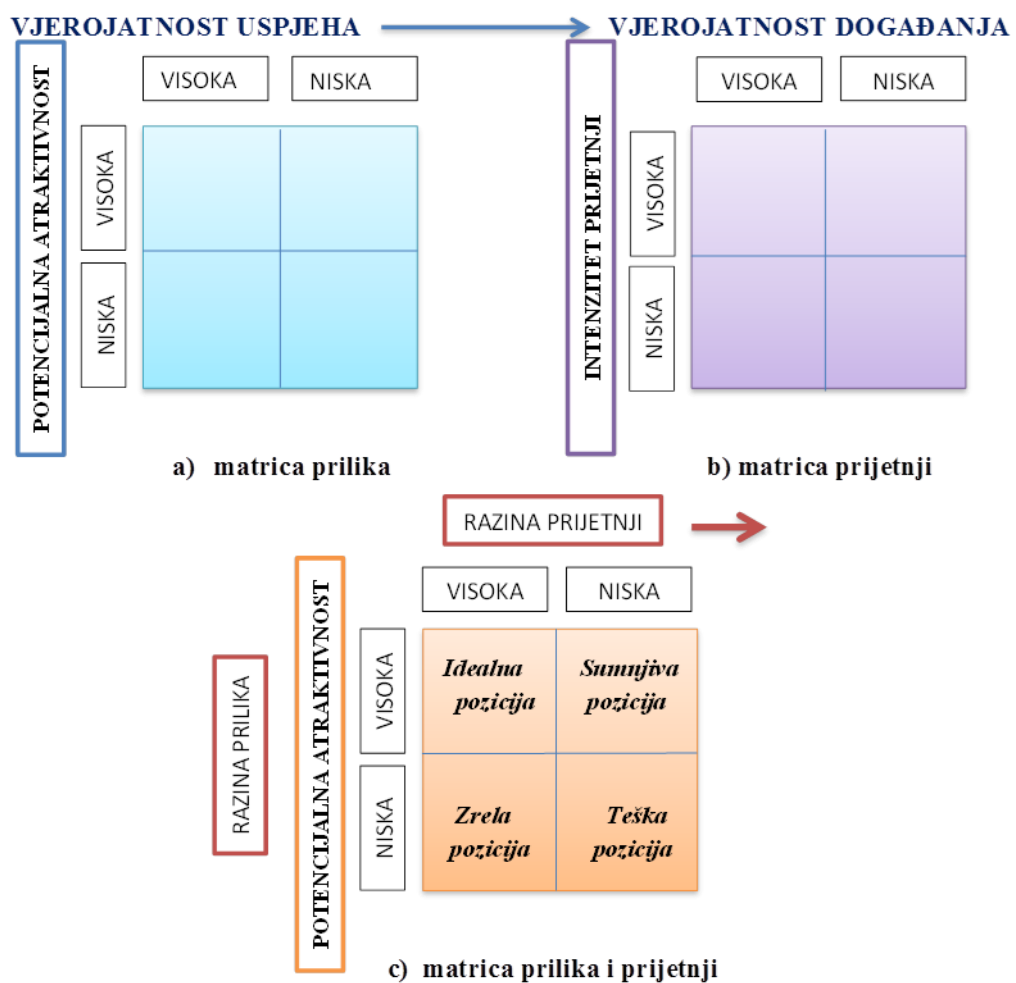 VJEROJATNOST USPJEHA
VJEROJATNOST DOGAĐANJA
POTENCIJALNA ATRAKTIVNOST
VISOKA
NISKA
VISOKA
NISKA
a) matrica prilika
INTENZITET PRIJETNJI
VISOKA
NISKA
VISOKA
NISKA
b) matrica prijetnji
RAZINA PRIJETNJI
RAZINA PRILIKA
POTENCIJALNA ATRAKTIVNOST
VISOKA
NISKA
VISOKA
NISKA
Idealna
pozicija
Sumnjiva
pozicija
Zrela
pozicija
Teška
pozicija
c) matrica prilika i prijetnji